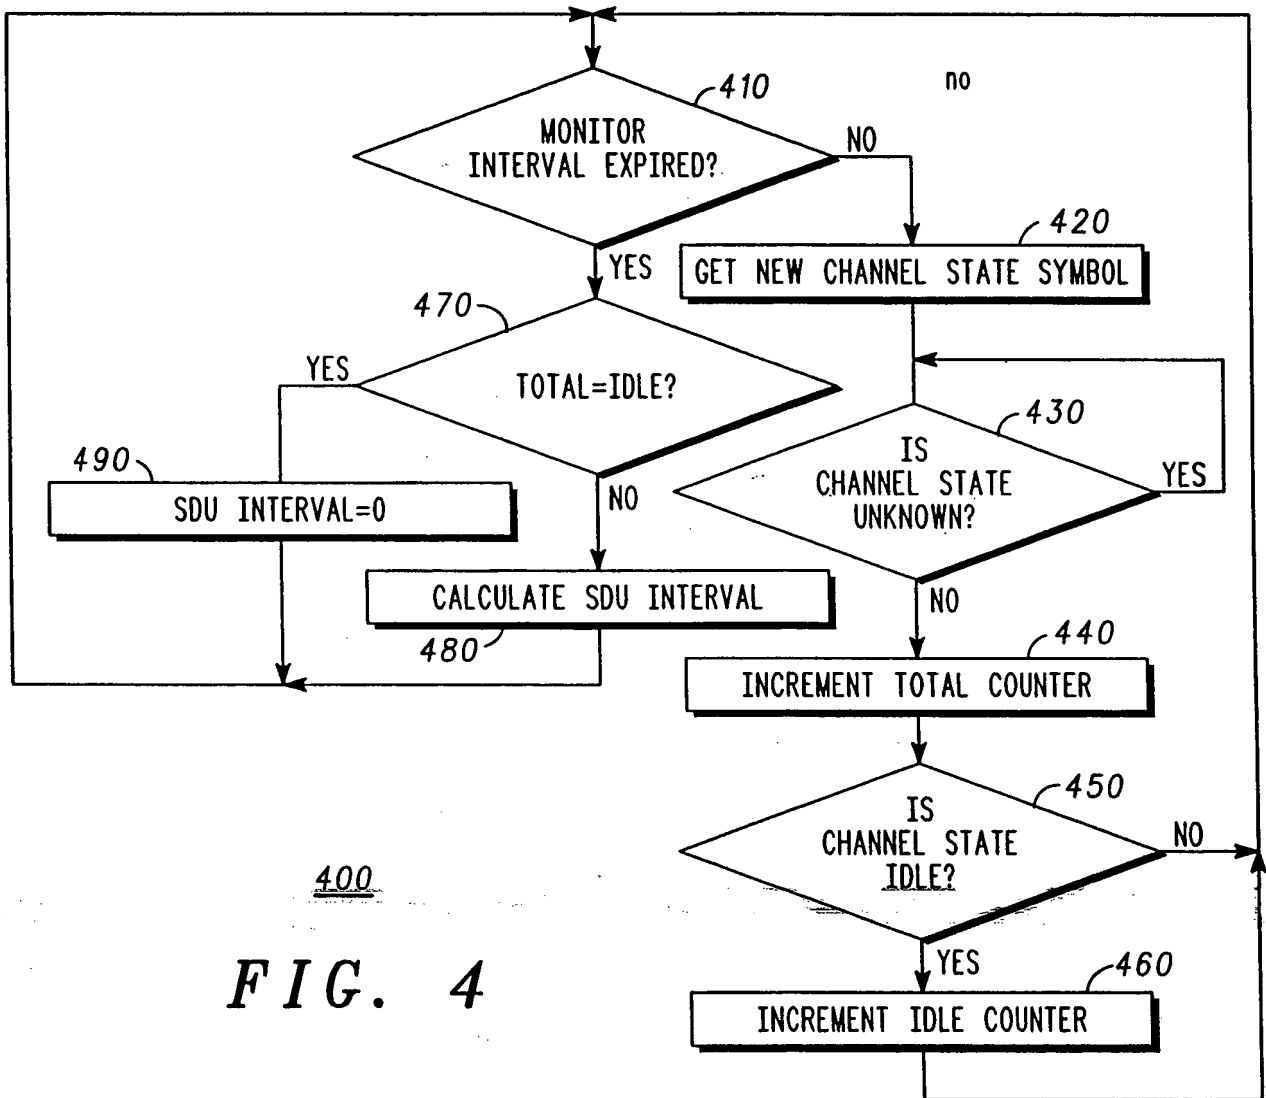 410
no
MONITOR
INTERVAL EXPIRED?
NO
YES
420
GET NEW CHANNEL STATE SYMBOL
470
YES
TOTAL=IDLE?
NO
430
IS
CHANNEL STATE
UNKNOWN?
YES
NO
490
SDU INTERVAL=0
CALCULATE SDU INTERVAL
480
440
INCREMENT TOTAL COUNTER
450
IS
CHANNEL STATE
IDLE?
NO
YES
460
INCREMENT IDLE COUNTER
400
FIG. 4